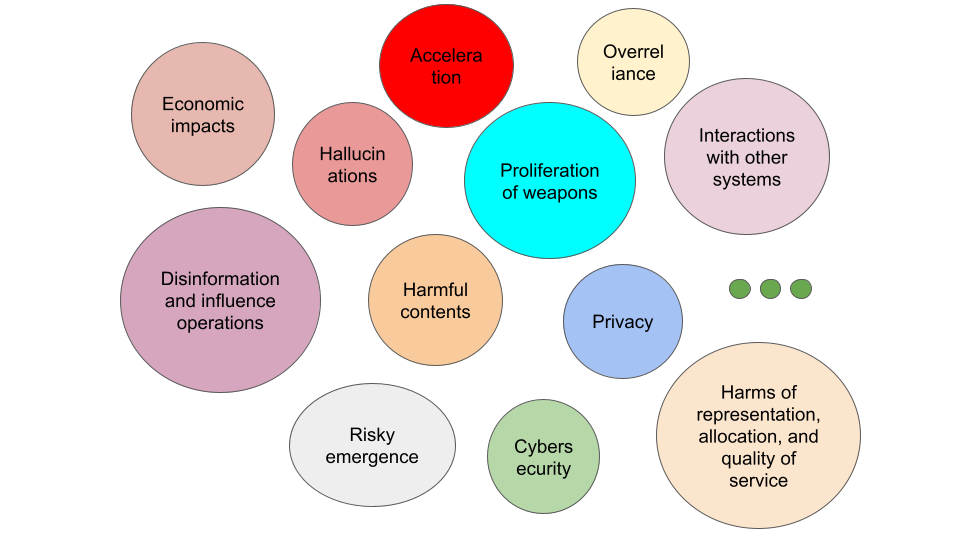 Accelera
tion
Overrel
iance
Economic
impacts
Hallucin
ations
Proliferation
of weapons
Interactions
with other
systems
Disinformation
and influence
operations
Harmful
contents
Privacy
Risky
emergence
Cybers
ecurity
Harms of
representation,
allocation, and
quality of
service